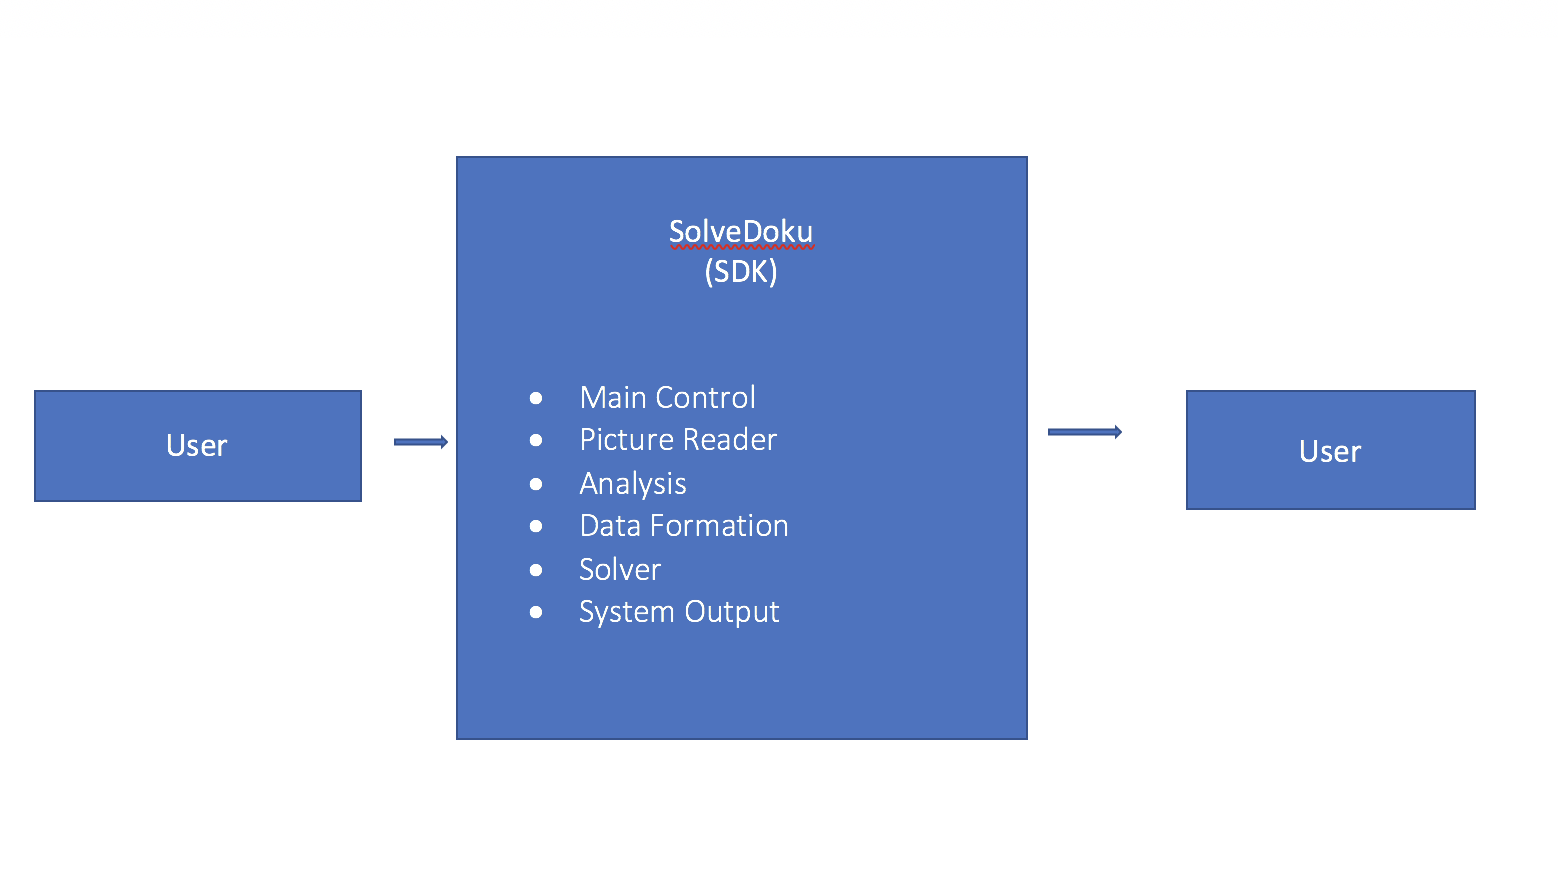 User
SolveDoku
(SDK)
● Main Control
● Picture Reader
● Analysis
● Data Formation
● Solver
● System Output
User